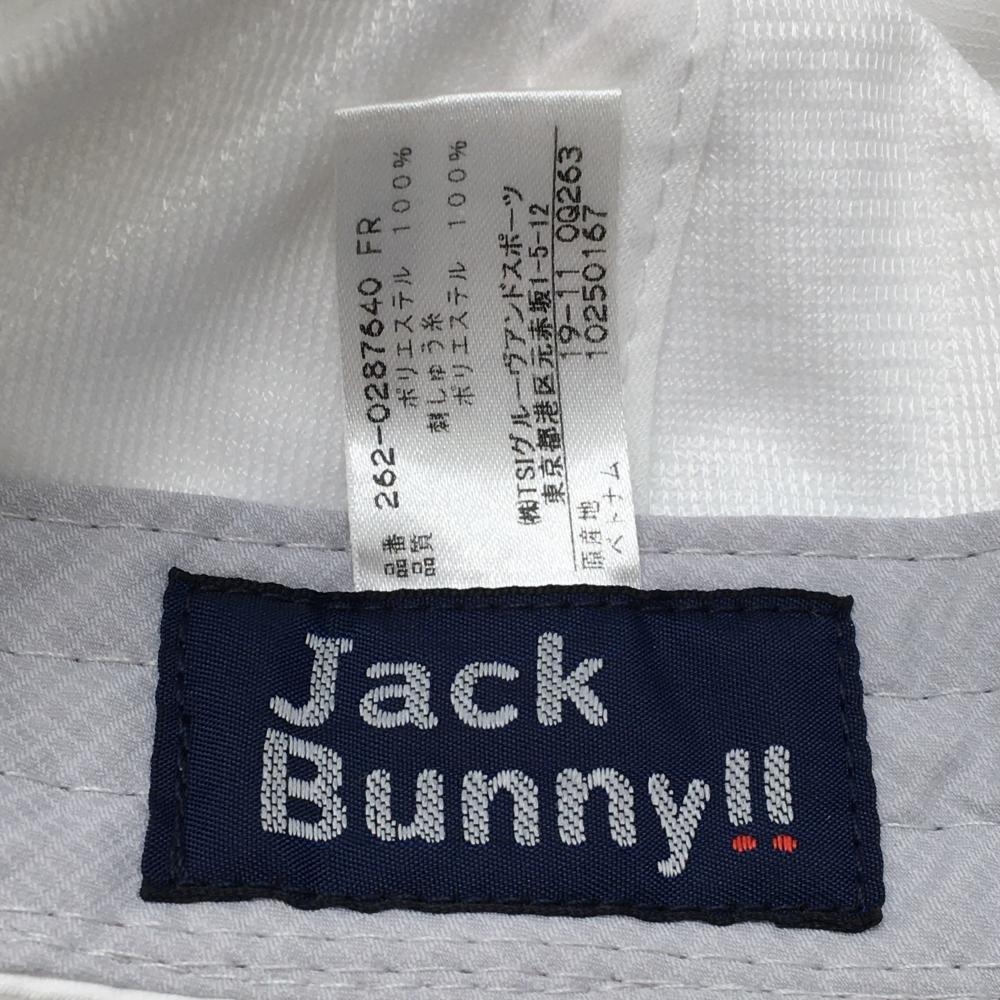 品番 262-0287640 FR
品質 ポリエステル 100%
刺しゅう糸
ポリエステル 100%
(株)TSIグルーヴアンドスポーツ
東京都港区元赤坂1-5-12
19-11 0Q263
原産地 10250167
ベトナム
Jack
Bunny!!